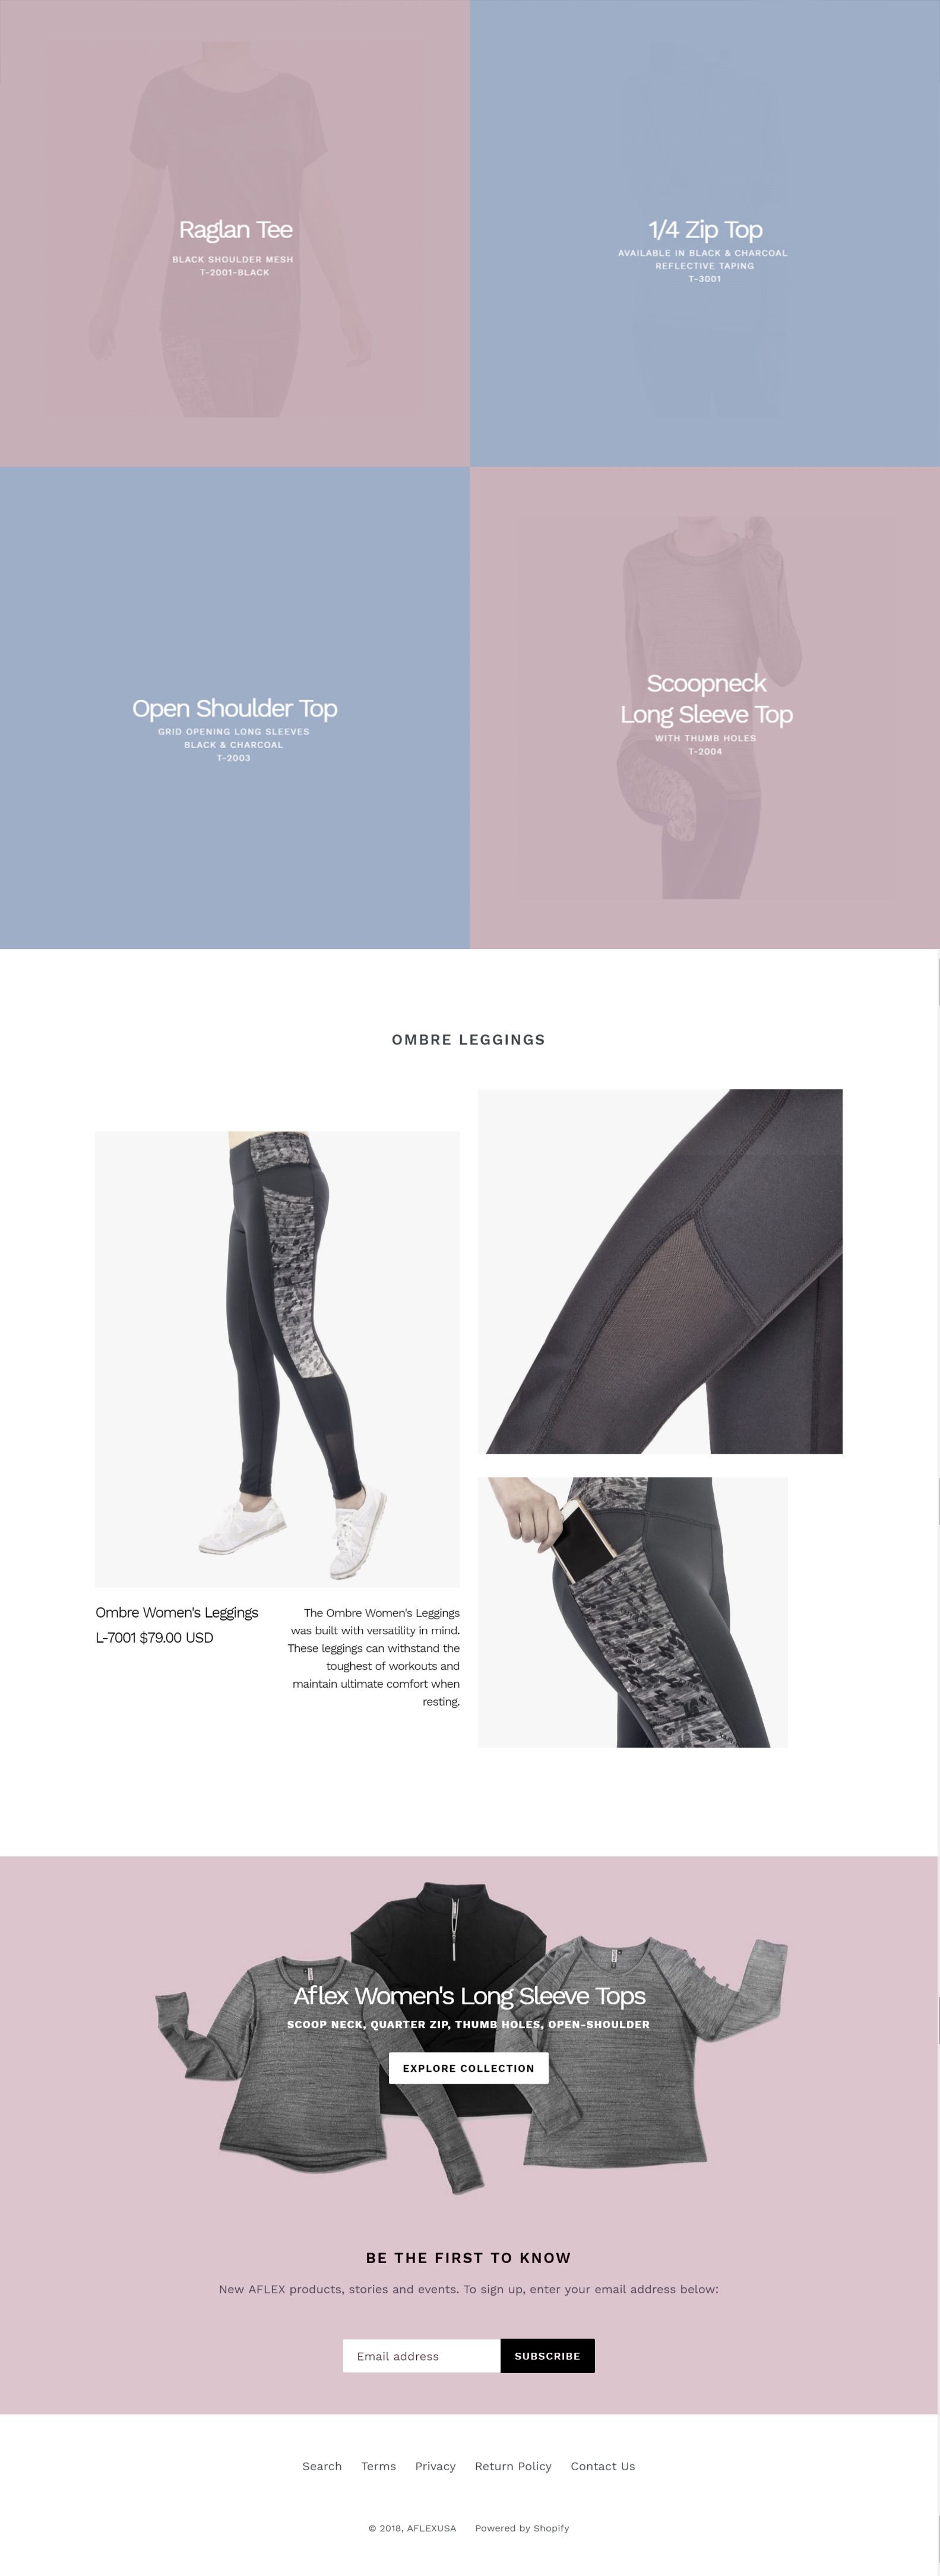 Raglan Tee
BLACK SHOULDER MESH
T-2001-BLACK
1/4 Zip Top
AVAILABLE IN BLACK & CHARCOAL
REFLECTIVE TAPING
T-3001
Open Shoulder Top
GRID OPENING LONG SLEEVES
BLACK & CHARCOAL
T-2003
Scoopneck
Long Sleeve Top
WITH THUMB HOLES
T-2004
OMBRE LEGGINGS
Ombre Women's Leggings
L-7001 $79.00 USD
The Ombre Women's Leggings
was built with versatility in mind.
These leggings can withstand the
toughest of workouts and
maintain ultimate comfort when
resting.
Aflex Women's Long Sleeve Tops
SCOOP NECK, QUARTER ZIP, THUMB HOLES, OPEN-SHOULDER
EXPLORE COLLECTION
BE THE FIRST TO KNOW
New AFLEX products, stories and events. To sign up, enter your email address below:
Email address
SUBSCRIBE
Search Terms Privacy Return Policy Contact Us
© 2018, AFLEXUSA Powered by Shopify